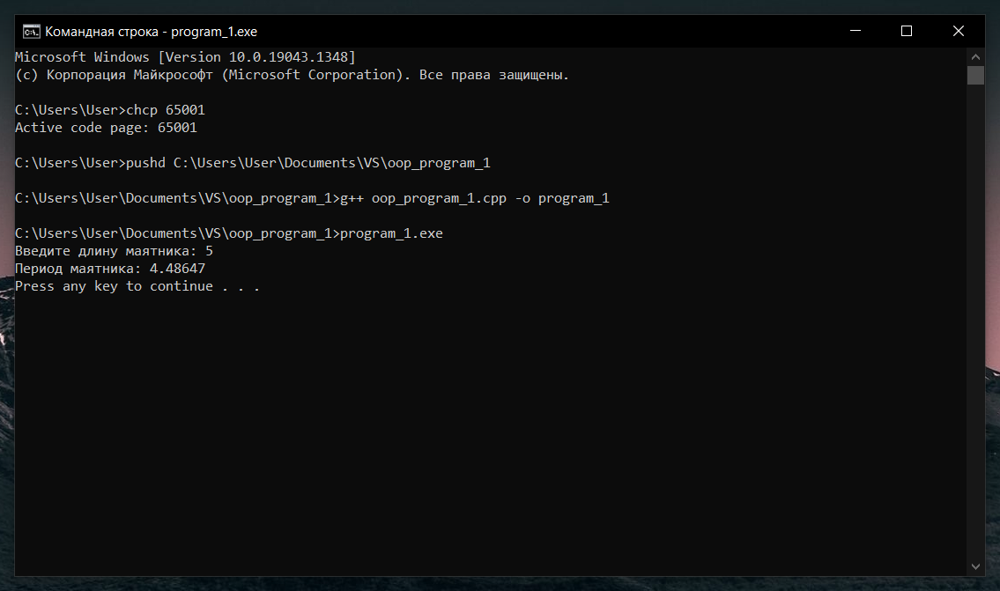 Командная строка - program_1.exe
Microsoft Windows [Version 10.0.19043.1348]
(c) Корпорация Майкрософт (Microsoft Corporation). Все права защищены.
C:\Users\User>chcp 65001
Active code page: 65001
C:\Users\User>pushd C:\Users\User\Documents\VS\oop_program_1
C:\Users\User\Documents\VS\oop_program_1>g++ oop_program_1.cpp -o program_1
C:\Users\User\Documents\VS\oop_program_1>program_1.exe
Введите длину маятника: 5
Период маятника: 4.48647
Press any key to continue . . .